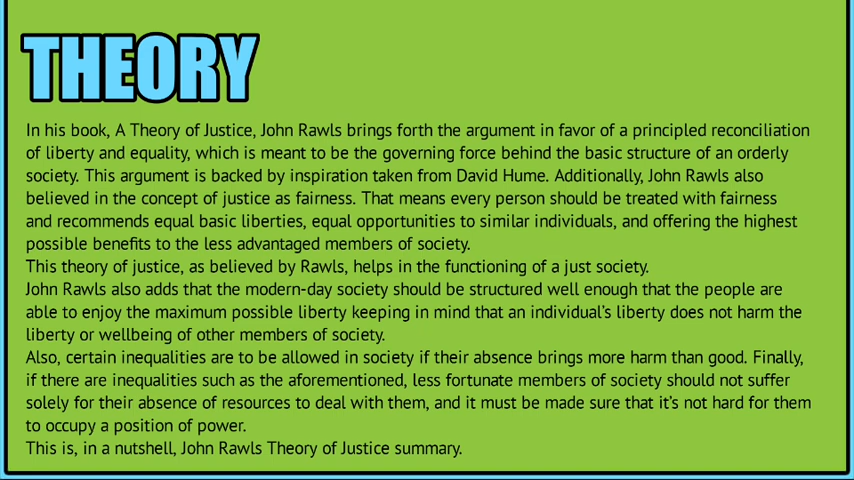 THEORY
In his book, A Theory of Justice, John Rawls brings forth the argument in favor of a principled reconciliation
of liberty and equality, which is meant to be the governing force behind the basic structure of an orderly
society. This argument is backed by inspiration taken from David Hume. Additionally, John Rawls also
believed in the concept of justice as fairness. That means every person should be treated with fairness
and recommends equal basic liberties, equal opportunities to similar individuals, and offering the highest
possible benefits to the less advantaged members of society.
This theory of justice, as believed by Rawls, helps in the functioning of a just society.
John Rawls also adds that the modern-day society should be structured well enough that the people are
able to enjoy the maximum possible liberty keeping in mind that an individual's liberty does not harm the
liberty or wellbeing of other members of society.
Also, certain inequalities are to be allowed in society if their absence brings more harm than good. Finally,
if there are inequalities such as the aforementioned, less fortunate members of society should not suffer
solely for their absence of resources to deal with them, and it must be made sure that it's not hard for them
to occupy a position of power.
This is, in a nutshell, John Rawls Theory of Justice summary.